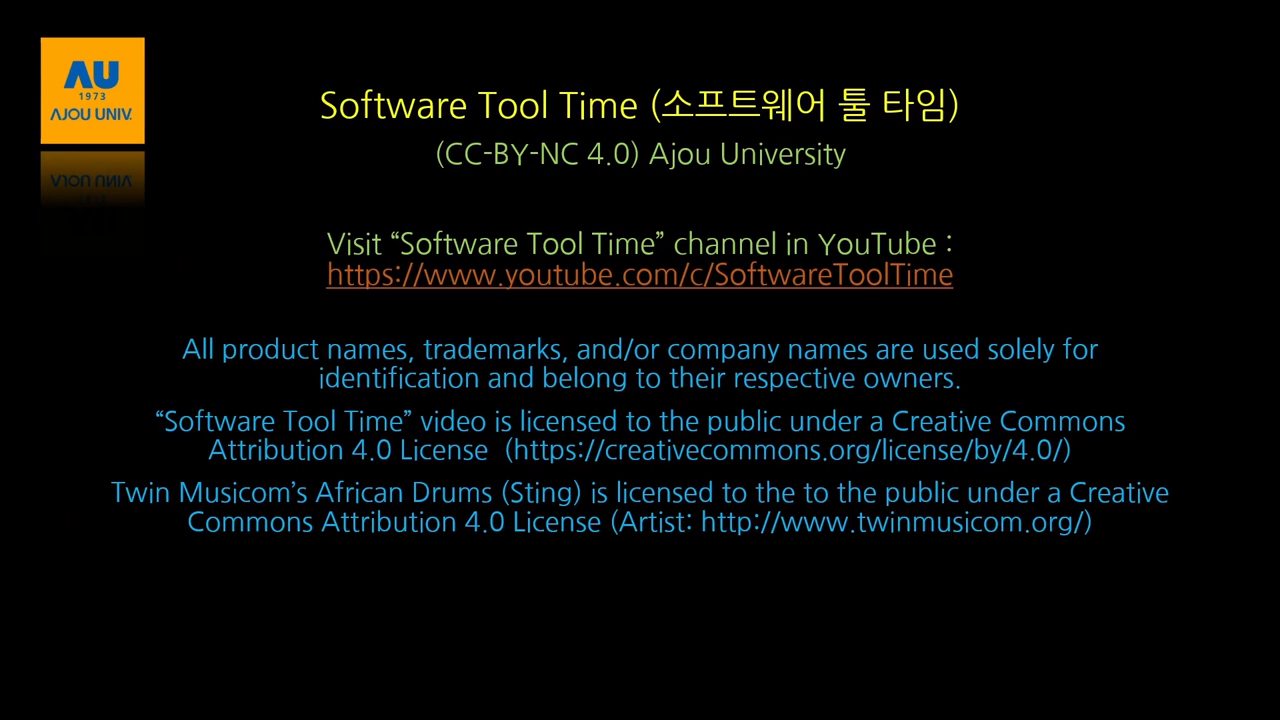 AU
1973
AJOU UNIV.
Software Tool Time (소프트웨어 툴 타임)
(CC-BY-NC 4.0) Ajou University
Visit “Software Tool Time” channel in YouTube :
https://www.youtube.com/c/SoftwareToolTime
All product names, trademarks, and/or company names are used solely for
identification and belong to their respective owners.
“Software Tool Time” video is licensed to the public under a Creative Commons
Attribution 4.0 License (https://creativecommons.org/license/by/4.0/)
Twin Musicom’s African Drums (Sting) is licensed to the to the public under a Creative
Commons Attribution 4.0 License (Artist: http://www.twinmusicom.org/)